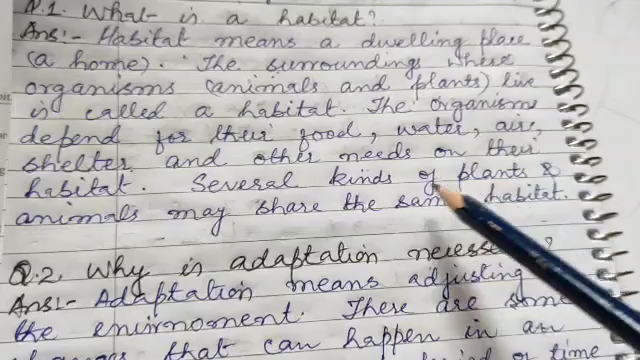 Q.1. What is a habitat?
Ans:- Habitat means a dwelling place
(a home). The surroundings where
organisms (animals and plants) live
is called a habitat. The organisms
depend for their food, water, air,
shelter and other needs on their
habitat. Several kinds of plants &
animals may share the same habitat.
Q.2. Why is adaptation
Ans:- Adaptation means adjusting
the envirnoment. There are some
that can happen in an
time